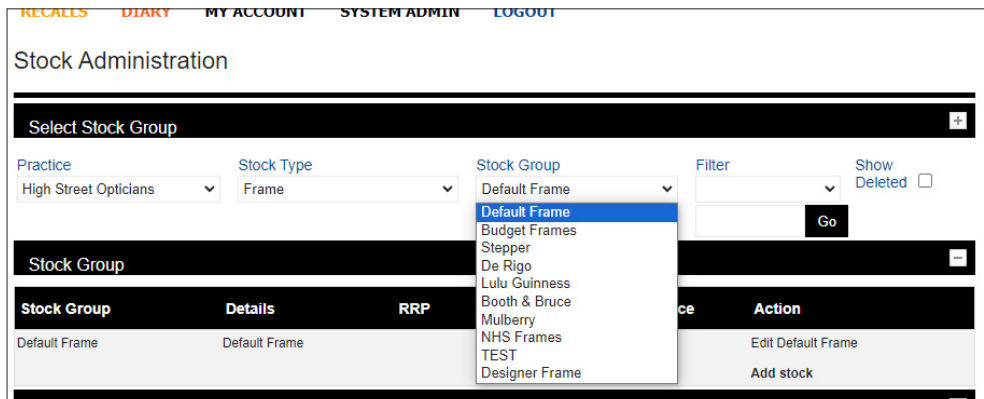 RECALLS DIARY MY ACCOUNT SYSTEM ADMIN LOGOUT
Stock Administration
Select Stock Group +
Practice Stock Type Stock Group Filter Show Deleted
High Street Opticians Frame Default Frame
Go
Default Frame
Budget Frames
Stepper
De Rigo
Lulu Guinness
Booth & Bruce
Mulberry
NHS Frames
TEST
Designer Frame
Stock Group −
Stock Group Details RRP Action
Default Frame Default Frame Edit Default Frame
Add stock